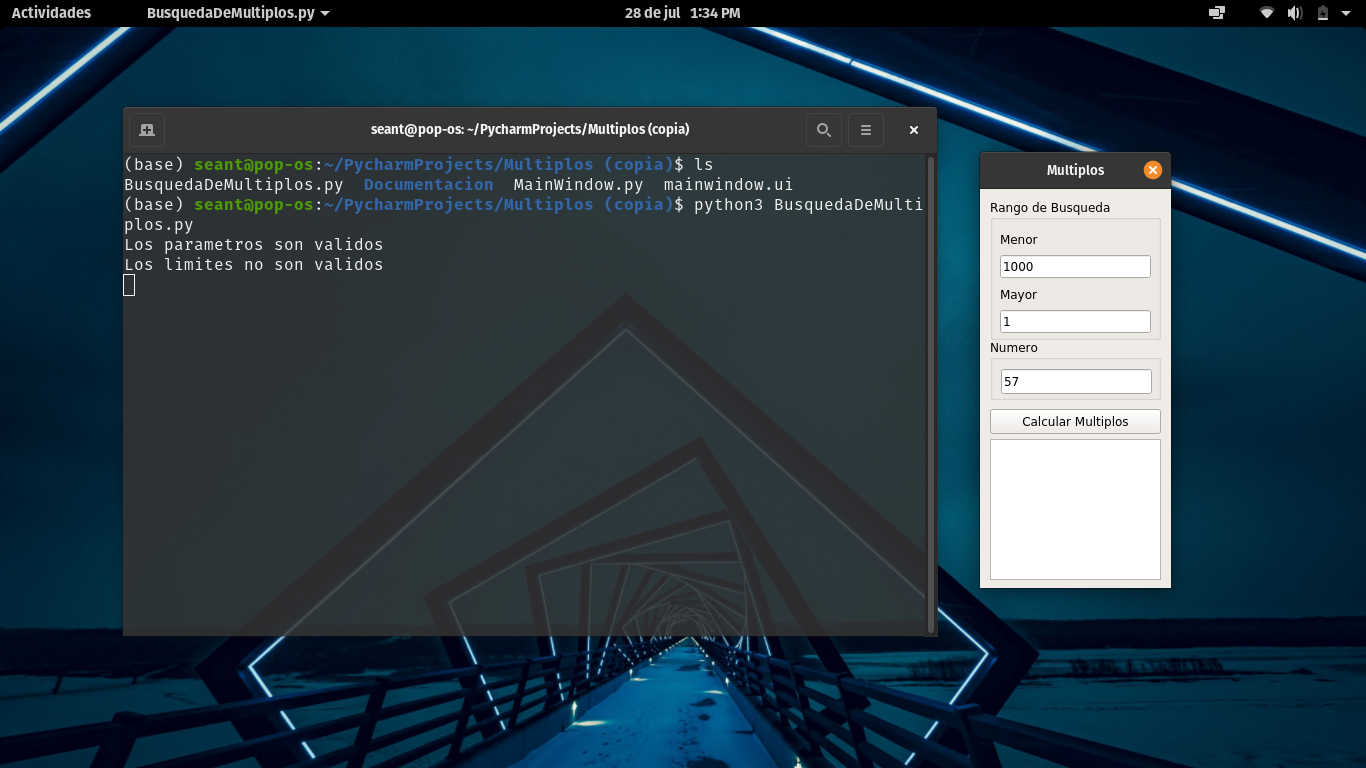 Actividades
BusquedaDeMultiplos.py
28 de jul 1:34 PM
seant@pop-os: ~/PycharmProjects/Multiplos (copia)
(base) seant@pop-os:~/PycharmProjects/Multiplos (copia)$ ls
BusquedaDeMultiplos.py Documentacion MainWindow.py mainwindow.ui
(base) seant@pop-os:~/PycharmProjects/Multiplos (copia)$ python3 BusquedaDeMulti
plos.py
Los parametros son validos
Los limites no son validos
Multiplos
Rango de Busqueda
Menor
1000
Mayor
1
Numero
57
Calcular Multiplos